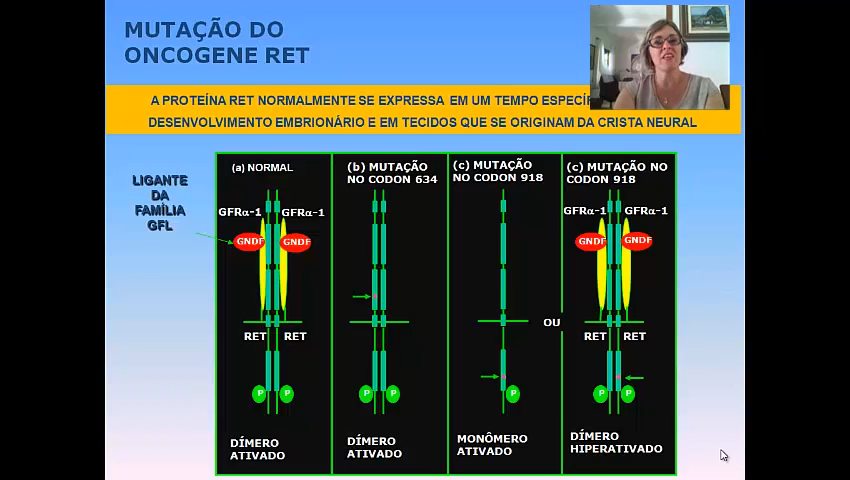 MUTAÇÃO DO
ONCOGENE RET
A PROTEÍNA RET NORMALMENTE SE EXPRESSA EM UM TEMPO
DESENVOLVIMENTO EMBRIONÁRIO E EM TECIDOS QUE SE ORIGINAM DA CRISTA NEURAL
LIGANTE
DA
FAMÍLIA
GFL
(a) NORMAL
GFRα-1 GFRα-1
GNDF GNDF
RET RET
P P
DÍMERO
ATIVADO
(b) MUTAÇÃO
NO CODON 634
P P
DÍMERO
ATIVADO
(c) MUTAÇÃO
NO CODON 918
P
MONÔMERO
ATIVADO
OU
(c) MUTAÇÃO NO
CODON 918
GFRα-1 GFRα-1
GNDF GNDF
RET RET
P P
DÍMERO
HIPERATIVADO